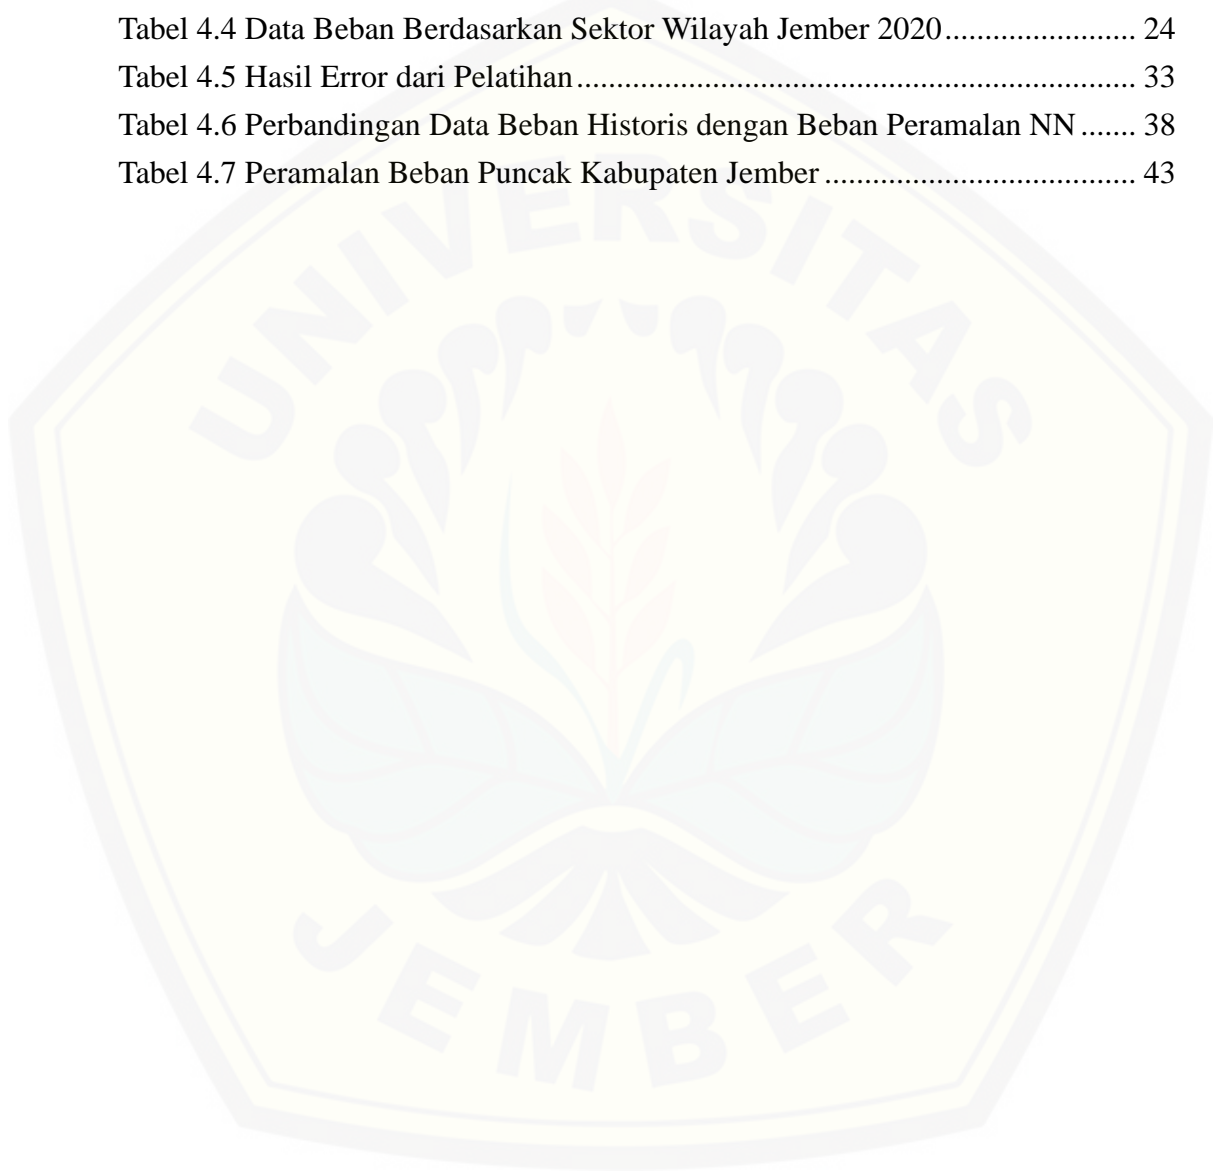 Tabel 4.4 Data Beban Berdasarkan Sektor Wilayah Jember 2020........................ 24
Tabel 4.5 Hasil Error dari Pelatihan...................................................................... 33
Tabel 4.6 Perbandingan Data Beban Historis dengan Beban Peramalan NN....... 38
Tabel 4.7 Peramalan Beban Puncak Kabupaten Jember....................................... 43
UNIVERSITAS
JEMBER